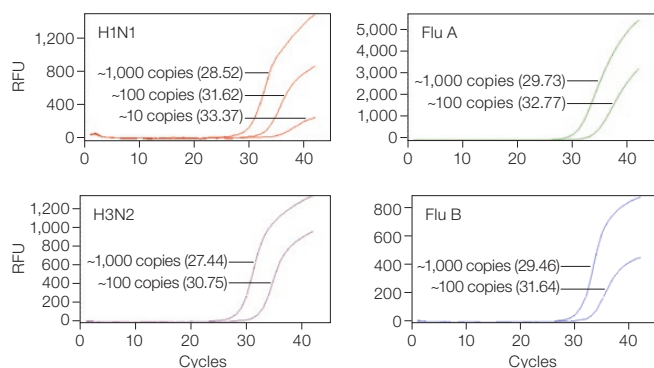 H1N1
RFU
1,200
800
400
0
~1,000 copies (28.52)
~100 copies (31.62)
~10 copies (33.37)
0 10 20 30 40
Flu A
5,000
4,000
3,000
2,000
1,000
0
~1,000 copies (29.73)
~100 copies (32.77)
0 10 20 30 40
H3N2
RFU
1,200
1,000
800
600
400
200
0
~1,000 copies (27.44)
~100 copies (30.75)
0 10 20 30 40
Cycles
Flu B
800
600
400
200
0
~1,000 copies (29.46)
~100 copies (31.64)
0 10 20 30 40
Cycles